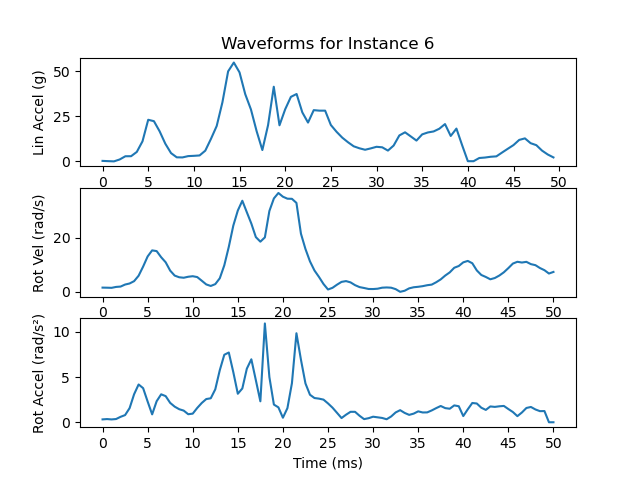 Waveforms for Instance 6
Lin Accel (g)
50
25
0
0 5 10 15 20 25 30 35 40 45 50
Rot Vel (rad/s)
20
0
0 5 10 15 20 25 30 35 40 45 50
Rot Accel (rad/s²)
10
5
0
0 5 10 15 20 25 30 35 40 45 50
Time (ms)